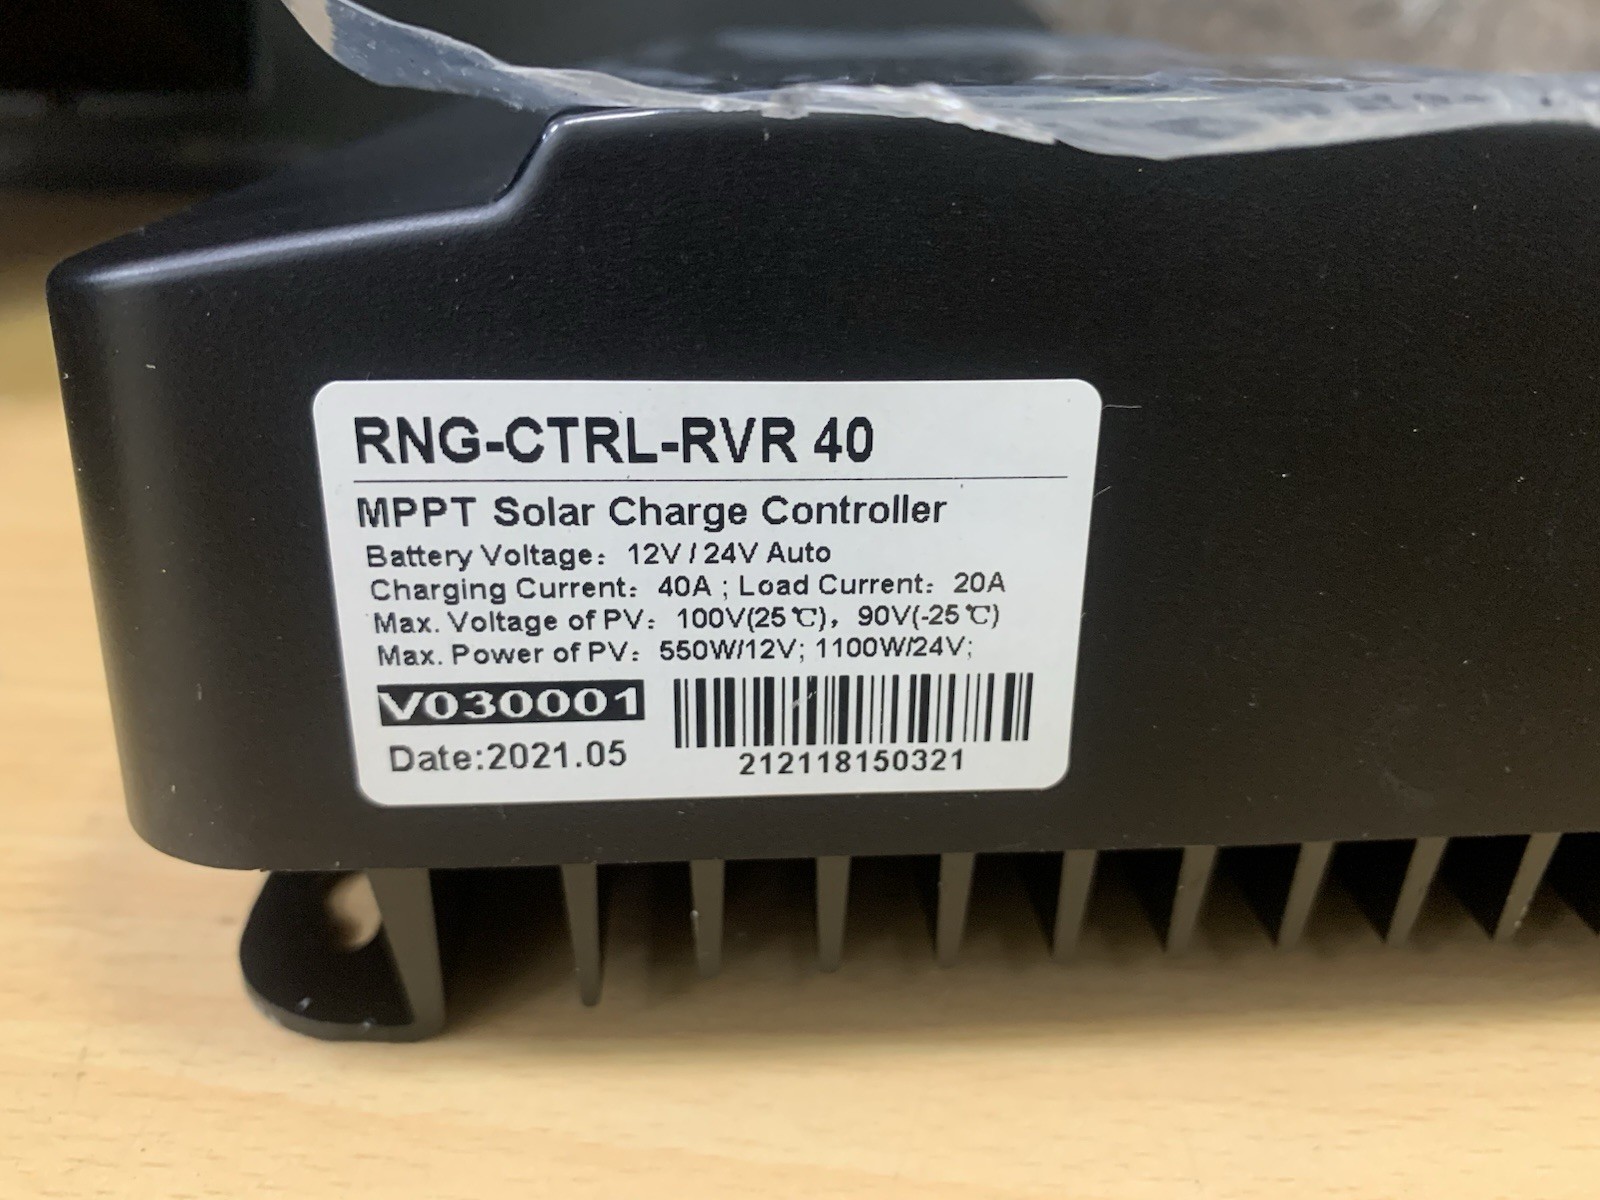 RNG-CTRL-RVR 40
MPPT Solar Charge Controller
Battery Voltage: 12V / 24V Auto
Charging Current: 40A ; Load Current: 20A
Max. Voltage of PV: 100V(25℃), 90V(-25℃)
Max. Power of PV: 550W/12V; 1100W/24V;
V030001
Date:2021.05
212118150321